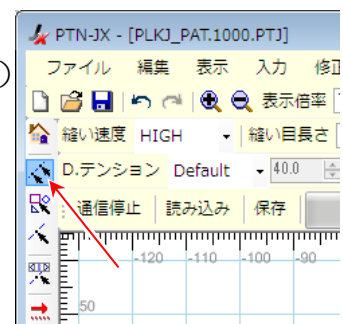 PTN-JX - [PLKJ_PAT.1000.PTJ]
ファイル 編集 表示 入力 修正
表示倍率
縫い速度 HIGH 縫い目長さ
D.テンション Default 40.0
通信停止 読み込み 保存
-120 -110 -100 -90
50